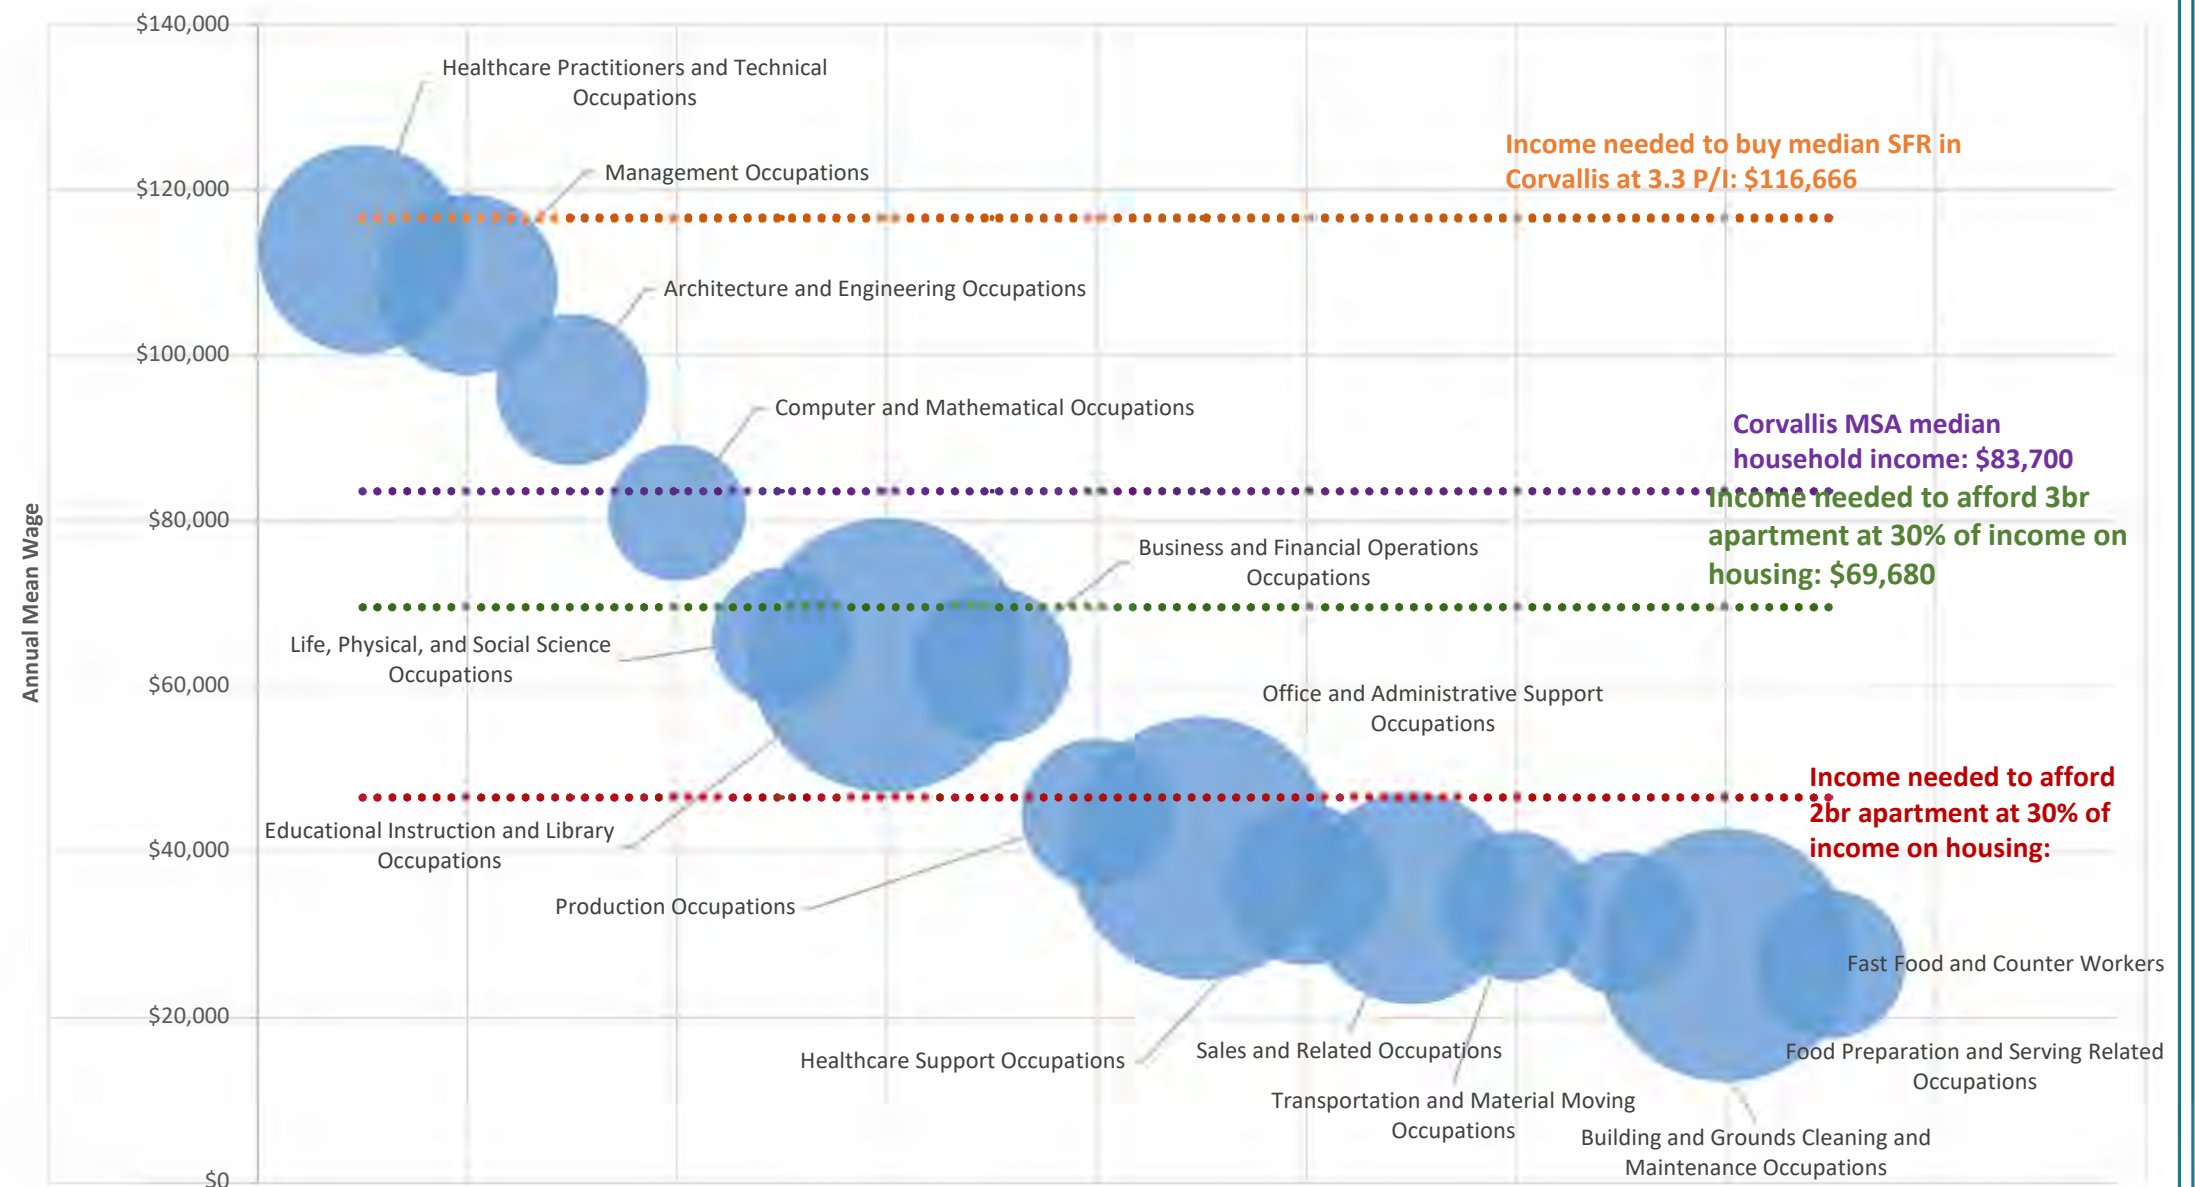 $140,000
Healthcare Practitioners and Technical
Occupations
Income needed to buy median SFR in
Corvallis at 3.3 P/I: $116,666
Management Occupations
$120,000
Architecture and Engineering Occupations
$100,000
Computer and Mathematical Occupations
Corvallis MSA median
household income: $83,700
Income needed to afford 3br
apartment at 30% of income on
housing: $69,680
$80,000
Business and Financial Operations
Occupations
Annual Mean Wage
Life, Physical, and Social Science
Occupations
$60,000
Office and Administrative Support
Occupations
Income needed to afford
2br apartment at 30% of
income on housing:
Educational Instruction and Library
Occupations
$40,000
Production Occupations
Fast Food and Counter Workers
$20,000
Healthcare Support Occupations
Sales and Related Occupations
Food Preparation and Serving Related
Occupations
Transportation and Material Moving
Occupations
Building and Grounds Cleaning and
Maintenance Occupations
$0